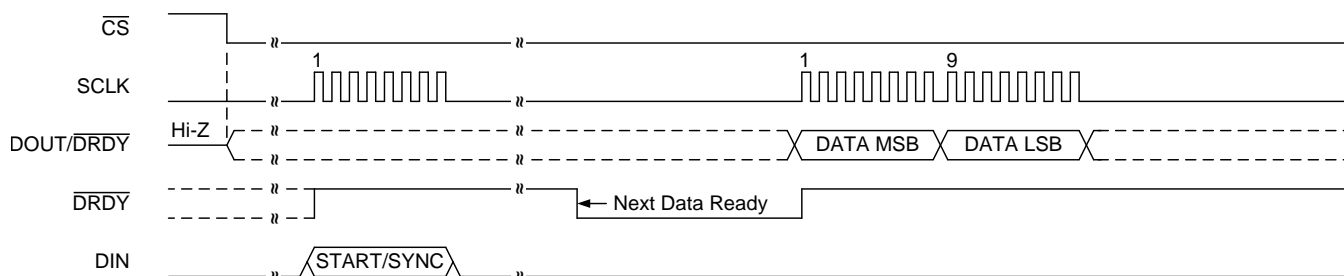 CS
1
1
9
SCLK
Hi-Z
DOUT/DRDY
DATA MSB
DATA LSB
DRDY
Next Data Ready
DIN
START/SYNC